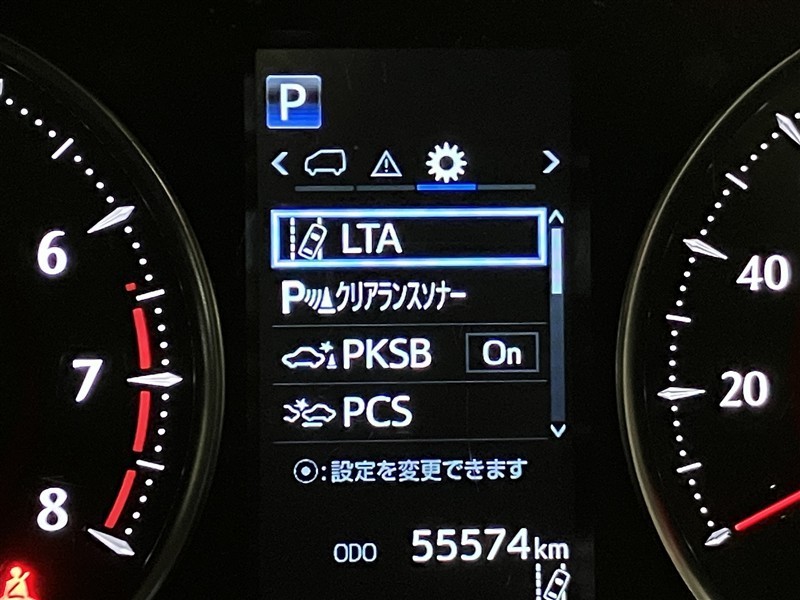 P
LTA
Pクリアランスソナー
PKSB On
PCS
:設定を変更できます
ODO 55574km
6
7
8
40
20